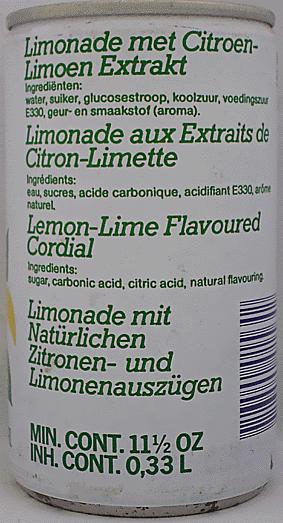 Limonade met Citroen-
Limoen Extrakt
Ingrediënten:
water, suiker, glucosestroop, koolzuur, voedingszuur
E330, geur- en smaakstof (aroma).
Limonade aux Extraits de
Citron-Limette
Ingrédients:
eau, sucres, acide carbonique, acidifiant E330, arôme
naturel.
Lemon-Lime Flavoured
Cordial
Ingredients:
sugar, carbonic acid, citric acid, natural flavouring.
Limonade mit
Natürlichen
Zitronen- und
Limonenauszügen
MIN. CONT. 11½ OZ
INH. CONT. 0,33 L